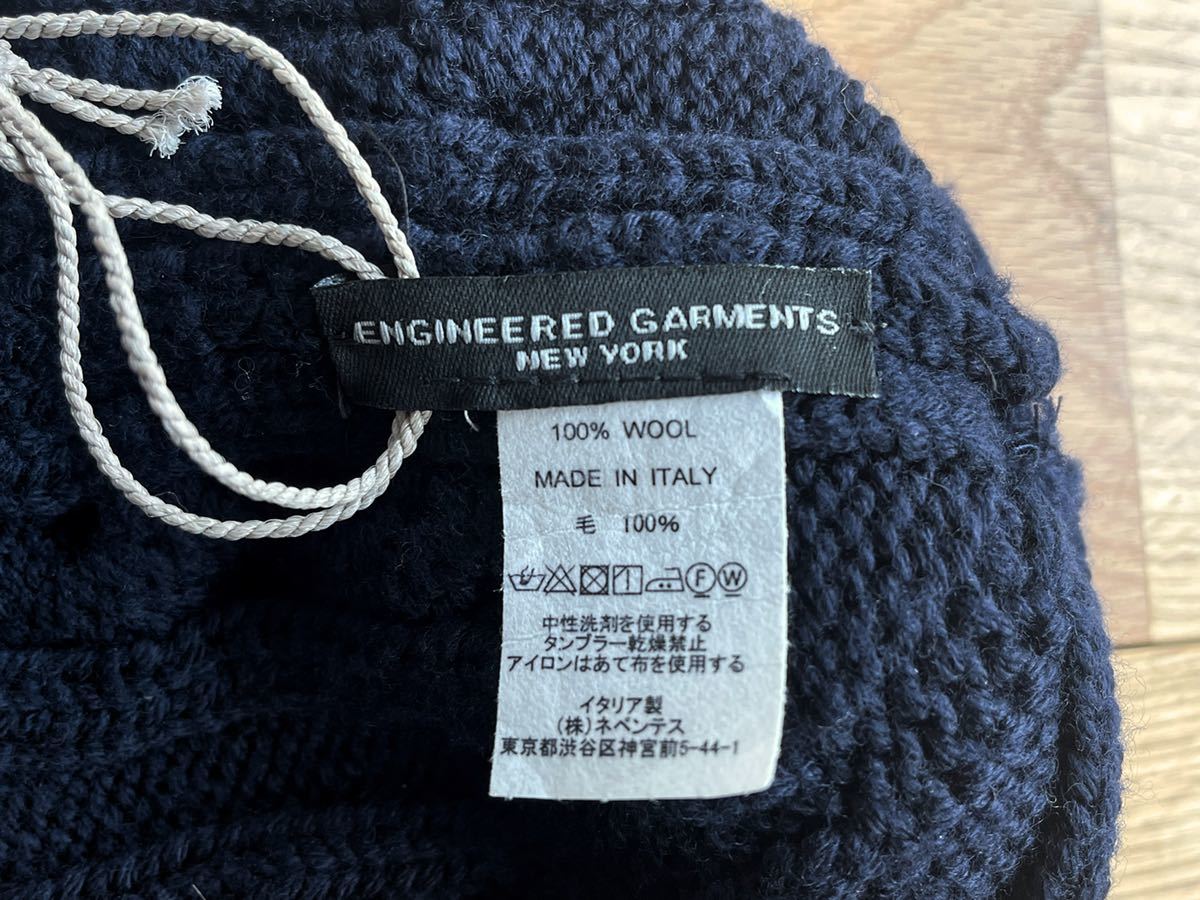 ENGINEERED GARMENTS
NEW YORK
100% WOOL
MADE IN ITALY
毛 100%
F W
中性洗剤を使用する
タンブラー乾燥禁止
アイロンはあて布を使用する
イタリア製
(株)ネペンテス
東京都渋谷区神宮前5-44-1